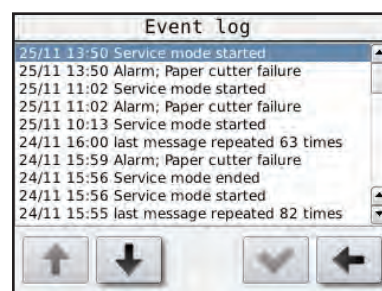 Event log
25/11 13:50 Service mode started
25/11 13:50 Alarm; Paper cutter failure
25/11 11:02 Service mode started
25/11 11:02 Alarm; Paper cutter failure
25/11 10:13 Service mode started
24/11 16:00 last message repeated 63 times
24/11 15:59 Alarm; Paper cutter failure
24/11 15:56 Service mode ended
24/11 15:56 Service mode started
24/11 15:55 last message repeated 82 times